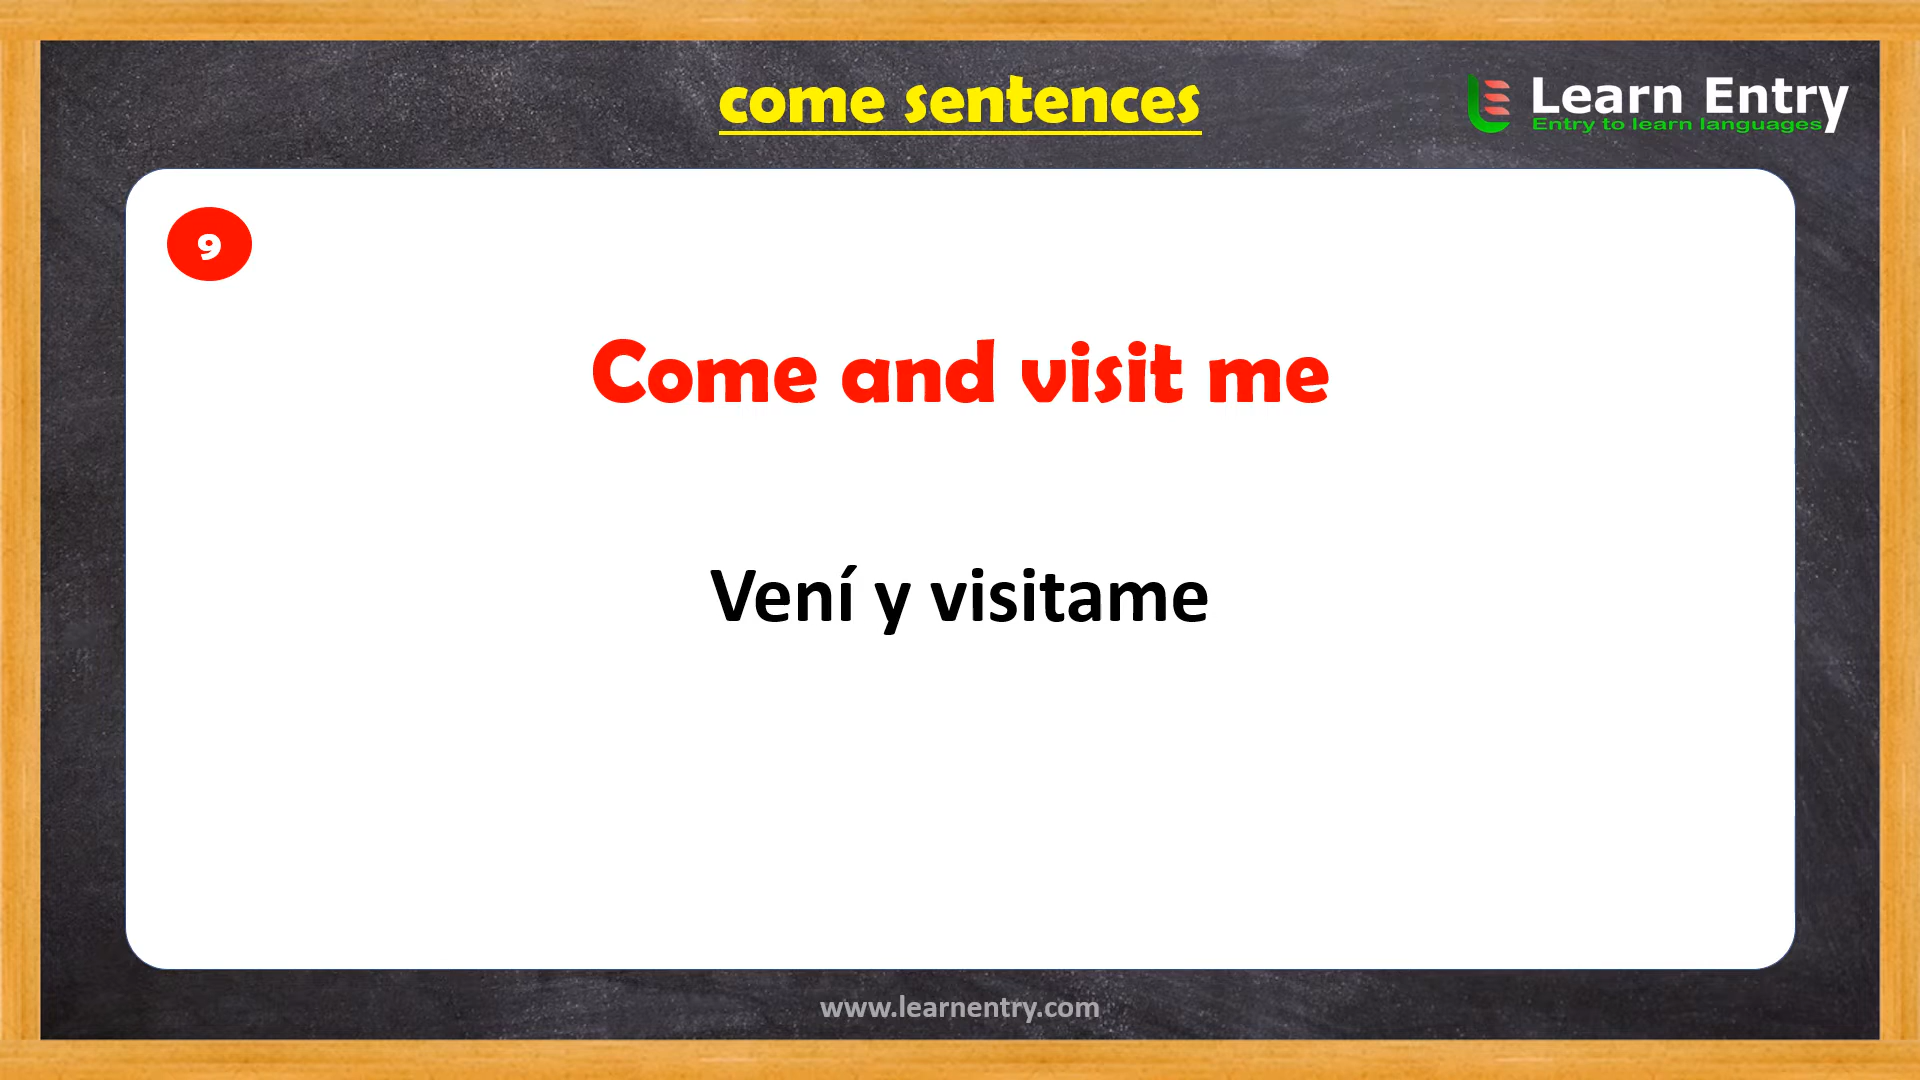 come sentences
Learn Entry
Entry to learn languages
9
Come and visit me
Vení y visitame
www.learnentry.com